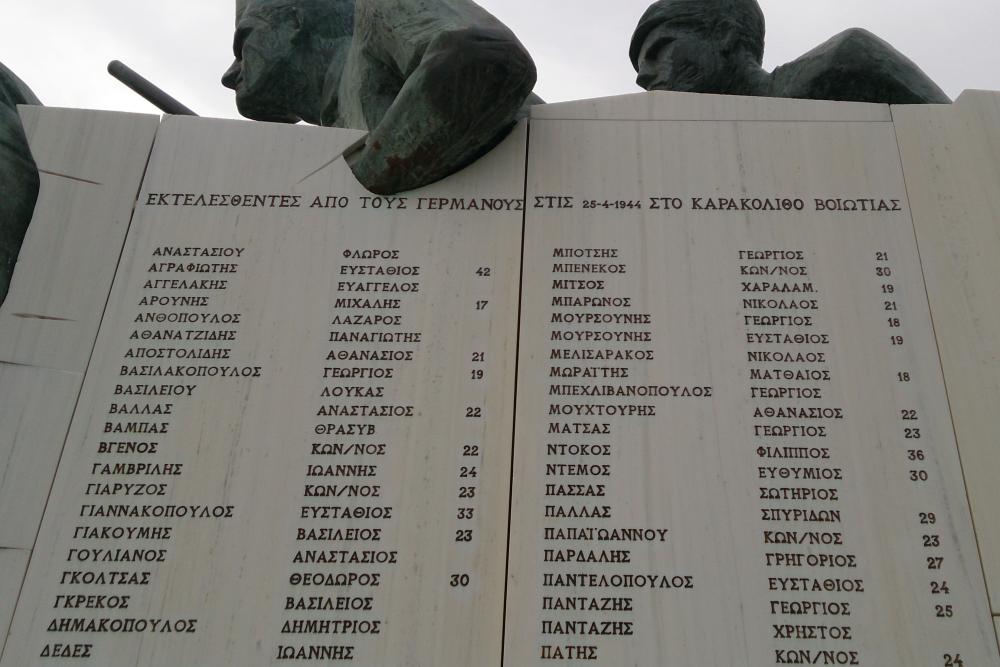 ΕΚΤΕΛΕΣΘΕΝΤΕΣ ΑΠΟ ΤΟΥΣ ΓΕΡΜΑΝΟΥΣ ΣΤΙΣ 25-4-1944 ΣΤΟ ΚΑΡΑΚΟΛΙΘΟ ΒΟΙΩΤΙΑΣ
ΑΝΑΣΤΑΣΙΟΥ ΦΛΩΡΟΣ
ΑΓΡΑΦΙΩΤΗΣ ΕΥΣΤΑΘΙΟΣ 42
ΑΓΓΕΛΑΚΗΣ ΕΥΑΓΓΕΛΟΣ
ΑΡΟΥΝΗΣ ΜΙΧΑΛΗΣ 17
ΑΝΘΟΠΟΥΛΟΣ ΛΑΖΑΡΟΣ
ΑΘΑΝΑΤΖΙΔΗΣ ΠΑΝΑΓΙΩΤΗΣ
ΑΠΟΣΤΟΛΙΔΗΣ ΑΘΑΝΑΣΙΟΣ 21
ΒΑΣΙΛΑΚΟΠΟΥΛΟΣ ΓΕΩΡΓΙΟΣ 19
ΒΑΣΙΛΕΙΟΥ ΛΟΥΚΑΣ
ΒΑΛΛΑΣ ΑΝΑΣΤΑΣΙΟΣ 22
ΒΑΜΠΑΣ ΘΡΑΣΥΒ
ΒΓΕΝΟΣ ΚΩΝ/ΝΟΣ 22
ΓΑΜΒΡΙΛΗΣ ΙΩΑΝΝΗΣ 24
ΓΙΑΡΥΖΟΣ ΚΩΝ/ΝΟΣ 23
ΓΙΑΝΝΑΚΟΠΟΥΛΟΣ ΕΥΣΤΑΘΙΟΣ 33
ΓΙΑΚΟΥΜΗΣ ΒΑΣΙΛΕΙΟΣ 23
ΓΟΥΛΙΑΝΟΣ ΑΝΑΣΤΑΣΙΟΣ
ΓΚΟΛΤΣΑΣ ΘΕΟΔΩΡΟΣ 30
ΓΚΡΕΚΟΣ ΒΑΣΙΛΕΙΟΣ
ΔΗΜΑΚΟΠΟΥΛΟΣ ΔΗΜΗΤΡΙΟΣ
ΔΕΔΕΣ ΙΩΑΝΝΗΣ
ΜΠΟΤΣΗΣ ΓΕΩΡΓΙΟΣ 21
ΜΠΕΝΕΚΟΣ ΚΩΝ/ΝΟΣ 30
ΜΙΤΣΟΣ ΧΑΡΑΛΑΜ. 19
ΜΠΑΡΩΝΟΣ ΝΙΚΟΛΑΟΣ 21
ΜΟΥΡΣΟΥΝΗΣ ΓΕΩΡΓΙΟΣ 18
ΜΟΥΡΣΟΥΝΗΣ ΕΥΣΤΑΘΙΟΣ 19
ΜΕΛΙΣΑΡΑΚΟΣ ΝΙΚΟΛΑΟΣ
ΜΩΡΑΪΤΗΣ ΜΑΤΘΑΙΟΣ 18
ΜΠΕΧΛΙΒΑΝΟΠΟΥΛΟΣ ΓΕΩΡΓΙΟΣ
ΜΟΥΧΤΟΥΡΗΣ ΑΘΑΝΑΣΙΟΣ 22
ΜΑΤΣΑΣ ΓΕΩΡΓΙΟΣ 23
ΝΤΟΚΟΣ ΦΙΛΙΠΠΟΣ 36
ΝΤΕΜΟΣ ΕΥΘΥΜΙΟΣ 30
ΠΑΣΣΑΣ ΣΩΤΗΡΙΟΣ
ΠΑΛΛΑΣ ΣΠΥΡΙΔΩΝ 29
ΠΑΠΑΪΩΑΝΝΟΥ ΚΩΝ/ΝΟΣ 23
ΠΑΡΔΑΛΗΣ ΓΡΗΓΟΡΙΟΣ 27
ΠΑΝΤΕΛΟΠΟΥΛΟΣ ΕΥΣΤΑΘΙΟΣ 24
ΠΑΝΤΑΖΗΣ ΓΕΩΡΓΙΟΣ 25
ΠΑΝΤΑΖΗΣ ΧΡΗΣΤΟΣ
ΠΑΤΗΣ ΚΩΝ/ΝΟΣ 24